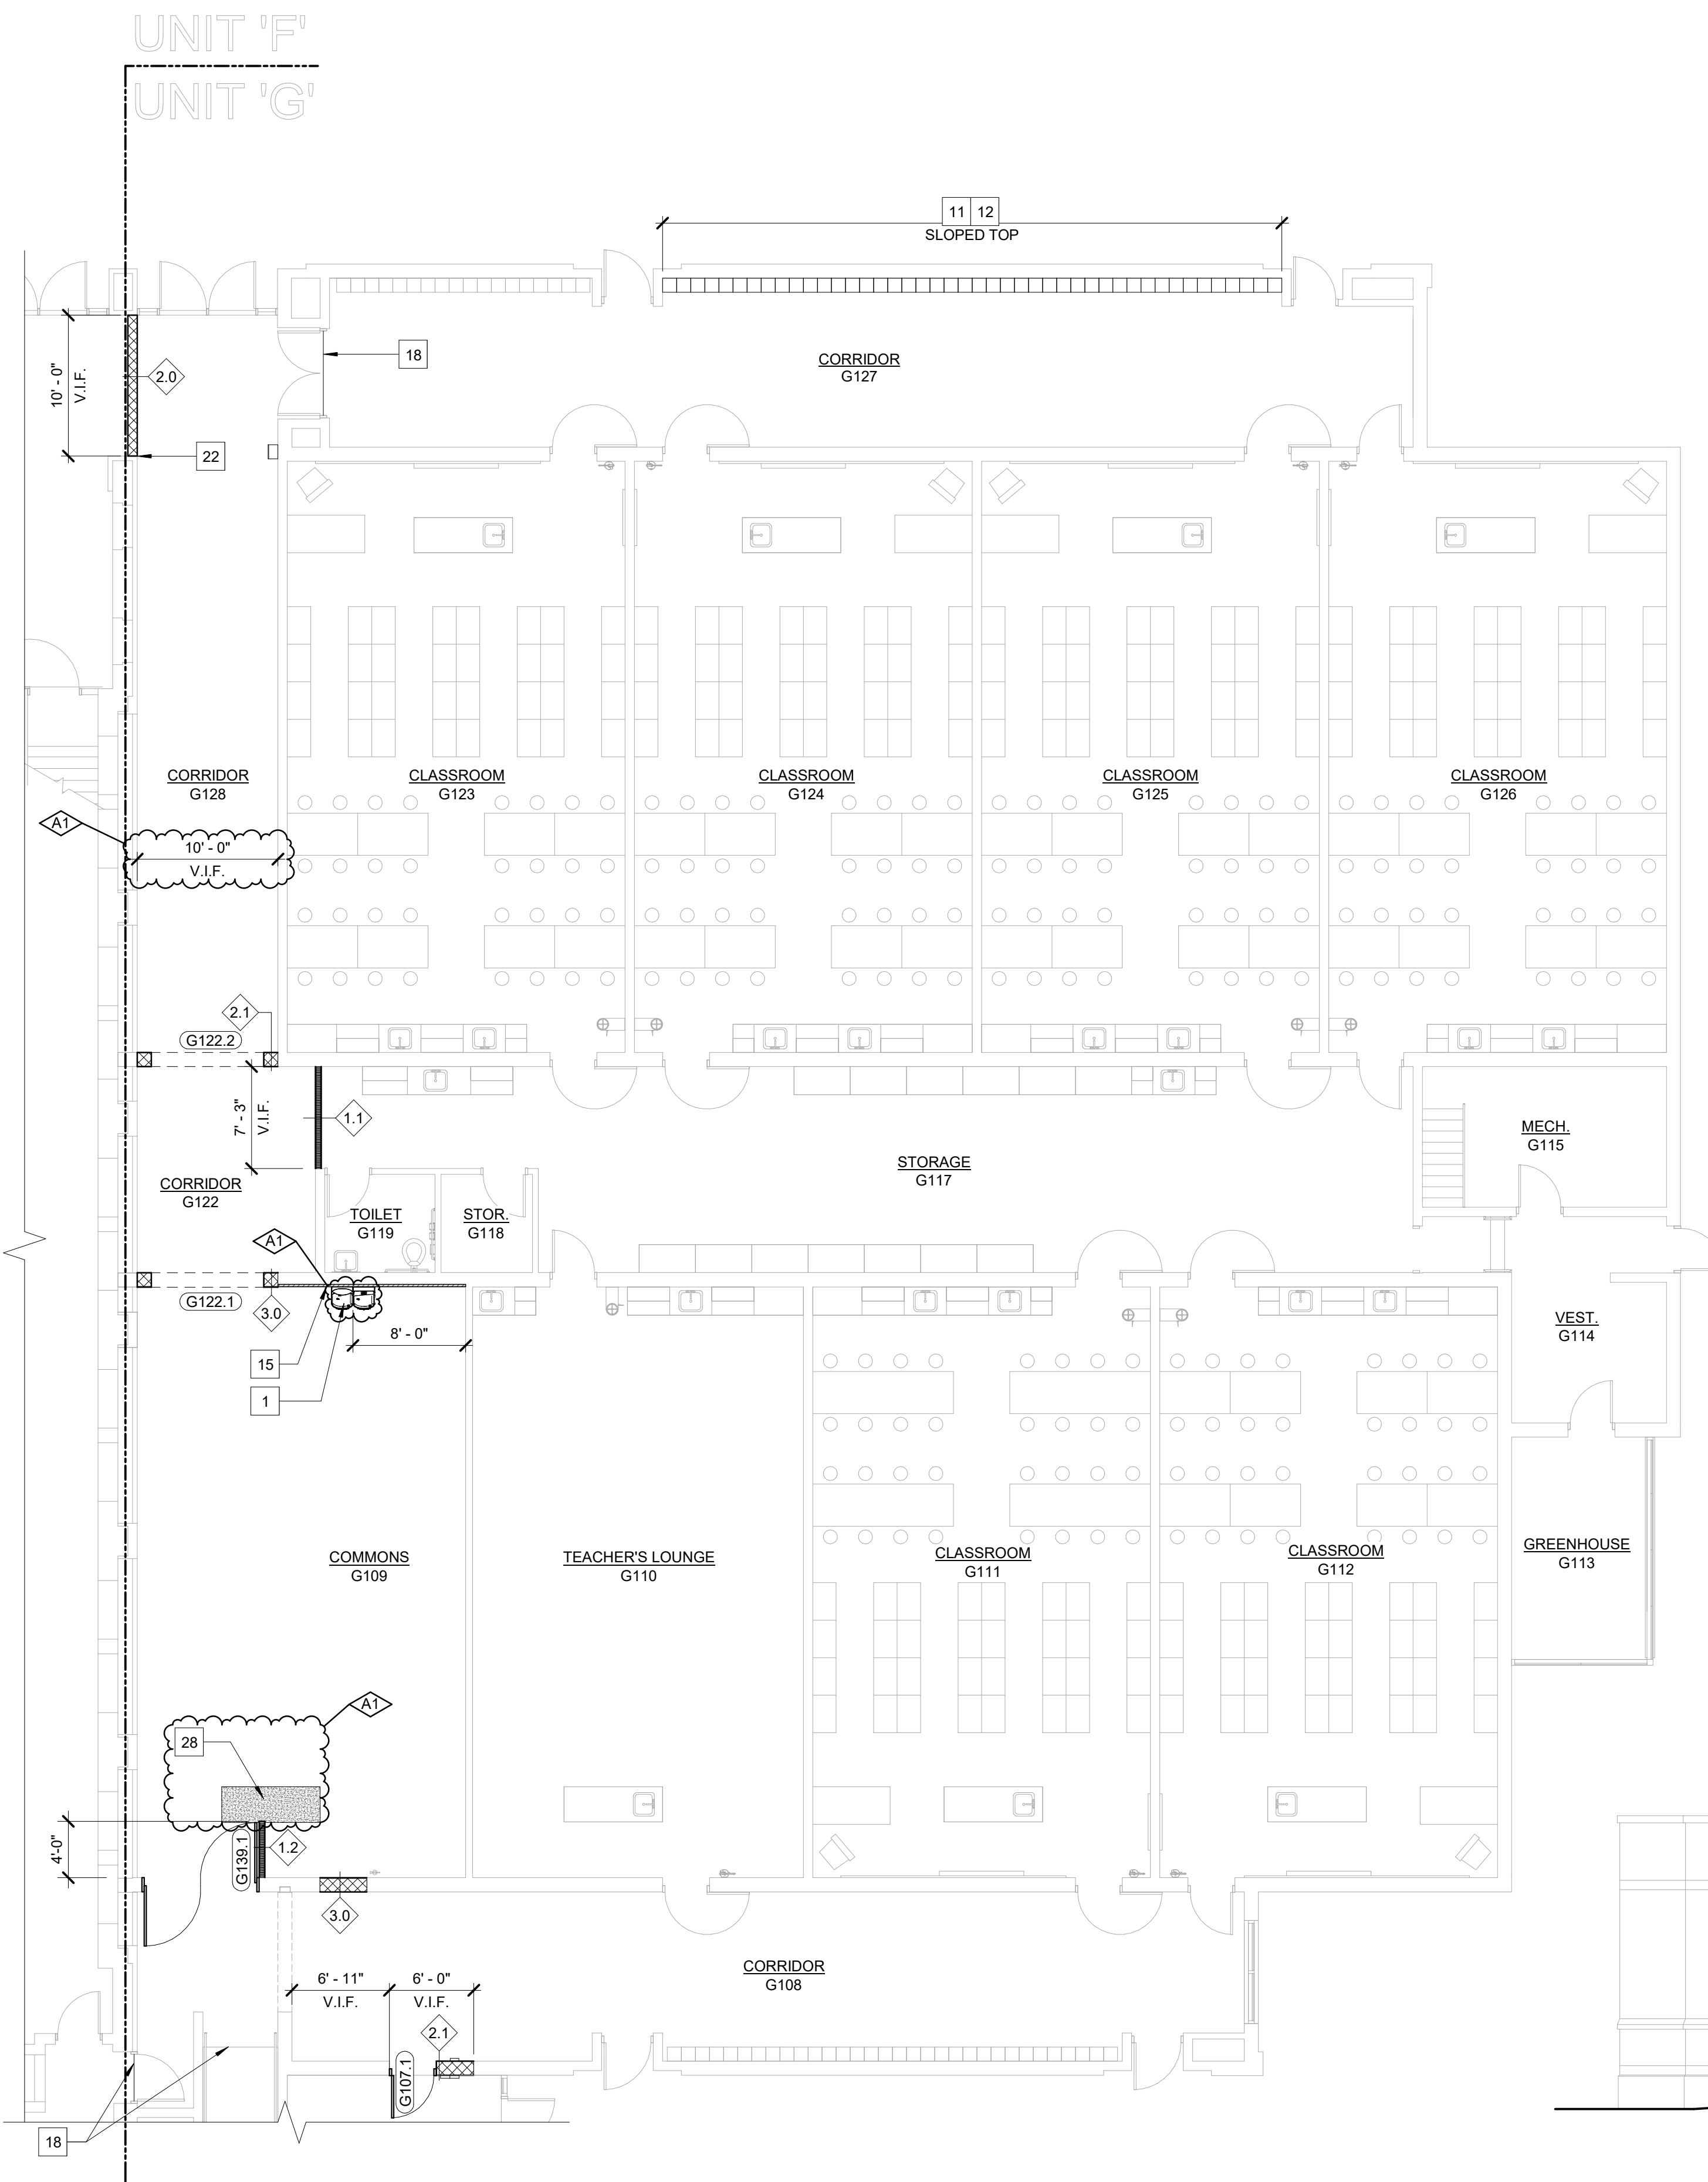 UNIT 'F'
UNIT 'G'
11 12
SLOPED TOP
18
CORRIDOR
G127
10' - 0"
V.I.F.
2.0
22
CORRIDOR
G128
CLASSROOM
G123
CLASSROOM
G124
CLASSROOM
G125
CLASSROOM
G126
A1
10' - 0"
V.I.F.
2.1
G122.2
7' - 3"
V.I.F.
1.1
MECH.
G115
STORAGE
G117
CORRIDOR
G122
TOILET
G119
STOR.
G118
A1
G122.1
3.0
8' - 0"
15
1
VEST.
G114
COMMONS
G109
TEACHER'S LOUNGE
G110
CLASSROOM
G111
CLASSROOM
G112
GREENHOUSE
G113
A1
28
4'-0"
G139.1
1.2
3.0
CORRIDOR
G108
6' - 11"
V.I.F.
6' - 0"
V.I.F.
2.1
G107.1
18